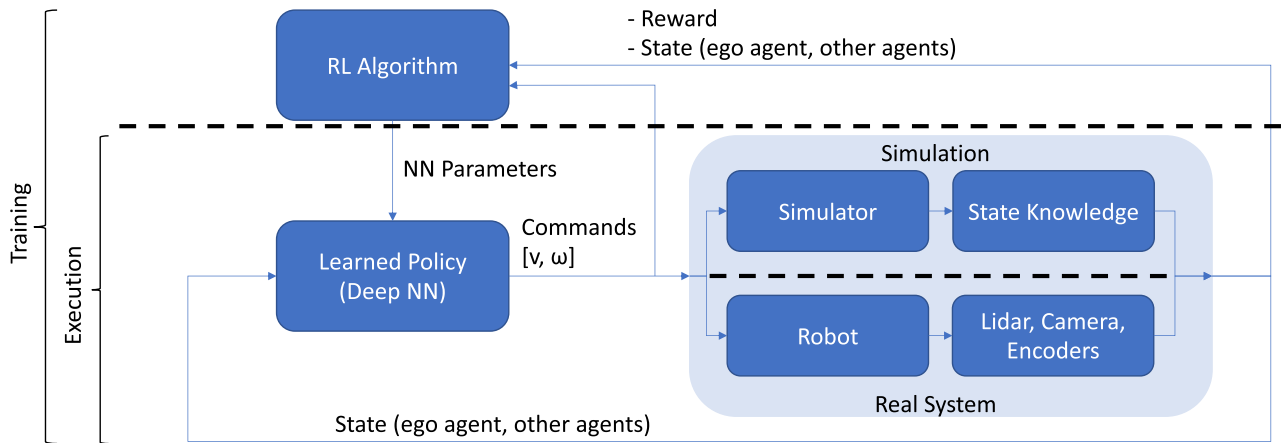 - Reward
- State (ego agent, other agents)
RL Algorithm
Training
Execution
NN Parameters
Simulation
Simulator
State Knowledge
Commands
[v, ω]
Learned Policy
(Deep NN)
Robot
Lidar, Camera,
Encoders
Real System
State (ego agent, other agents)